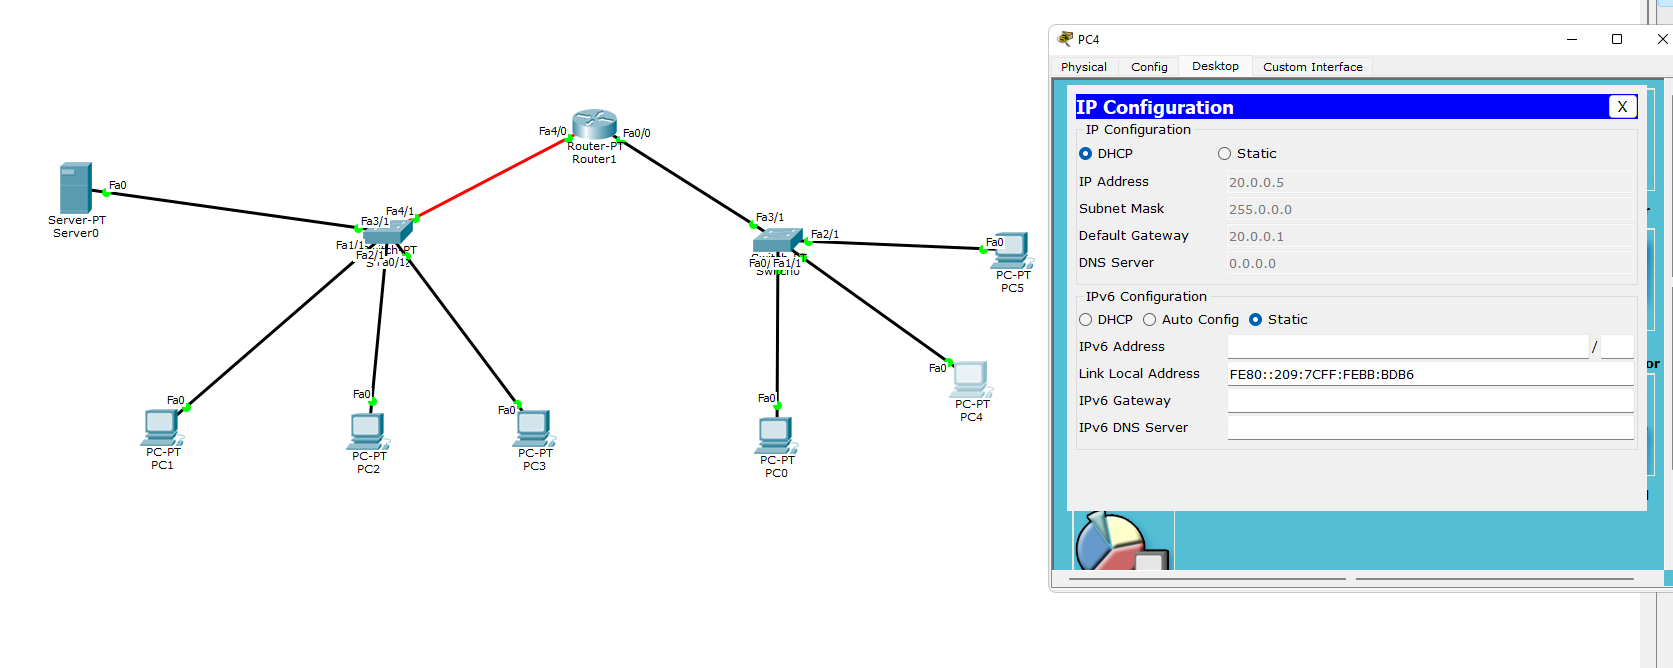 Fa4/0
Fa0/0
Router-PT
Router1
Fa0
Server-PT
Server0
Fa4/1
Fa3/1
Fa1/1
Fa2/1
Fa0/1
Fa3/1
Fa2/1
Fa0/
Fa1/1
Fa0
PC-PT
PC5
Fa0
PC-PT
PC4
Fa0
PC-PT
PC1
Fa0
PC-PT
PC2
Fa0
PC-PT
PC3
Fa0
PC-PT
PC0
PC4
Physical Config Desktop Custom Interface
IP Configuration X
IP Configuration
DHCP Static
IP Address 20.0.0.5
Subnet Mask 255.0.0.0
Default Gateway 20.0.0.1
DNS Server 0.0.0.0
IPv6 Configuration
DHCP Auto Config Static
IPv6 Address /
Link Local Address FE80::209:7CFF:FEBB:BDB6
IPv6 Gateway
IPv6 DNS Server
or